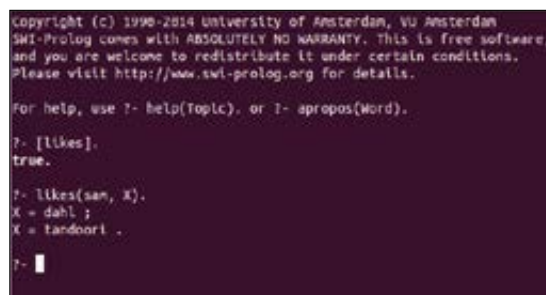 Copyright (c) 1990-2014 University of Amsterdam, VU Amsterdam
SWI-Prolog comes with ABSOLUTELY NO WARRANTY. This is free software
and you are welcome to redistribute it under certain conditions.
Please visit http://www.swi-prolog.org for details.
For help, use ?- help(Topic). or ?- apropos(Word).
?- [likes].
true.
?- likes(sam, X).
X = dahl ;
X = tandoori .
?-